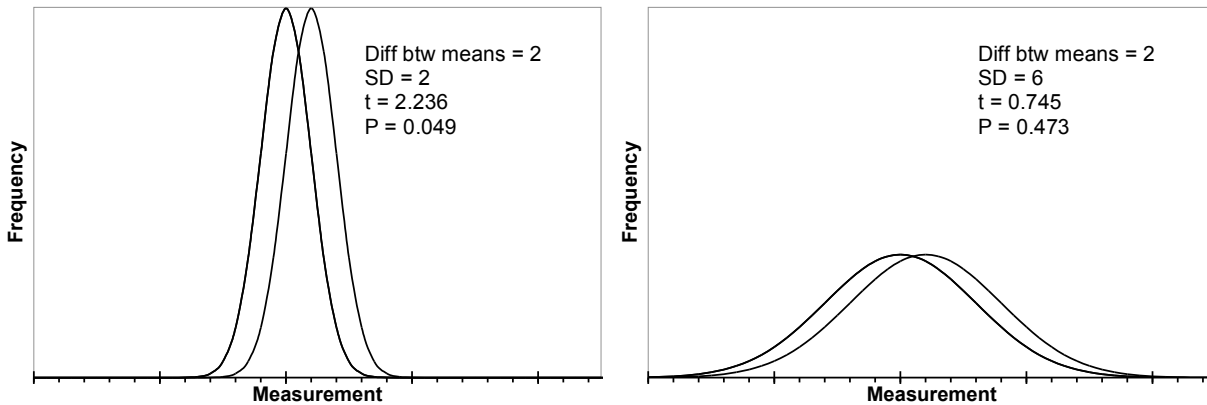 Diff btw means = 2
SD = 2
t = 2.236
P = 0.049
Frequency
Measurement
Diff btw means = 2
SD = 6
t = 0.745
P = 0.473
Frequency
Measurement